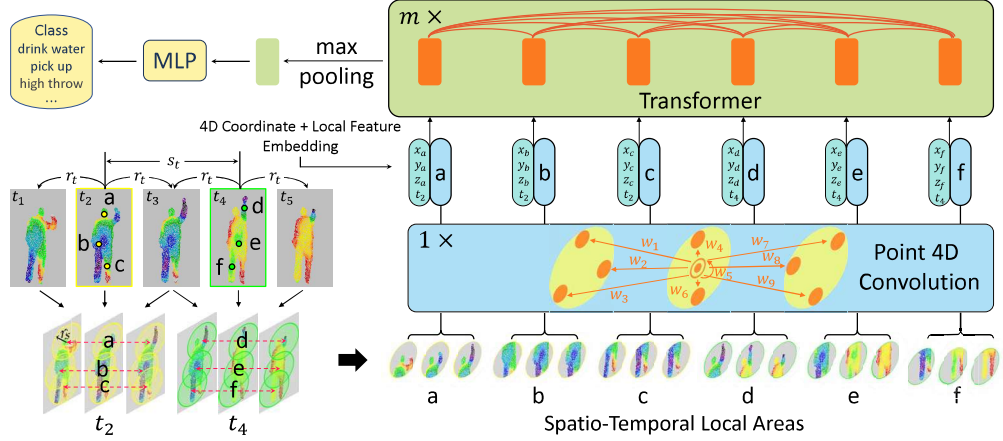 Class
drink water
pick up
high throw
...
MLP
max
pooling
m ×
Transformer
4D Coordinate + Local Feature
Embedding
s_t
r_t r_t r_t r_t
t_1 t_2 t_3 t_4 t_5
a
b
c
d
e
f
r_s
a
b
c
d
e
f
t_2 t_4
x_a y_a z_a t_2 a
x_b y_b z_b t_2 b
x_c y_c z_c t_2 c
x_d y_d z_d t_4 d
x_e y_e z_e t_4 e
x_f y_f z_f t_4 f
1 ×
w_1
w_2
w_3
w_4
w_5
w_6
w_7
w_8
w_9
Point 4D
Convolution
a b c d e f
Spatio-Temporal Local Areas